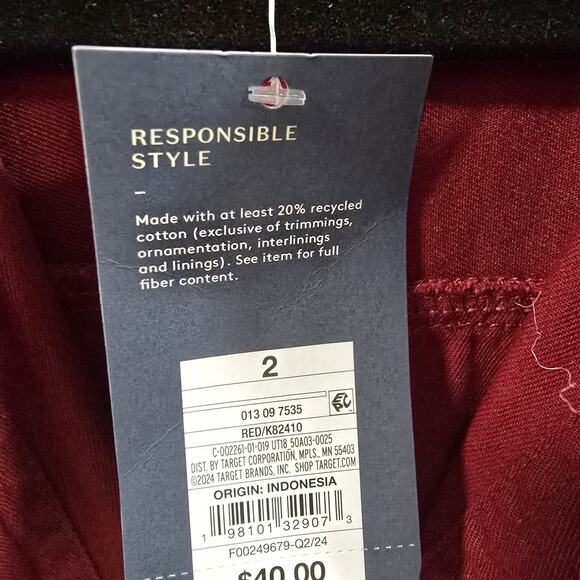 RESPONSIBLE
STYLE
–
Made with at least 20% recycled
cotton (exclusive of trimmings,
ornamentation, interlinings
and linings). See item for full
fiber content.
2
EPC
013 09 7535
RED/K82410
C-002261-01-019 UT18_50A03-0025
DIST. BY TARGET CORPORATION, MPLS., MN 55403
©2024 TARGET BRANDS, INC. SHOP TARGET.COM
ORIGIN: INDONESIA
1 98101 32907 3
F00249679-Q2/24
$40.00